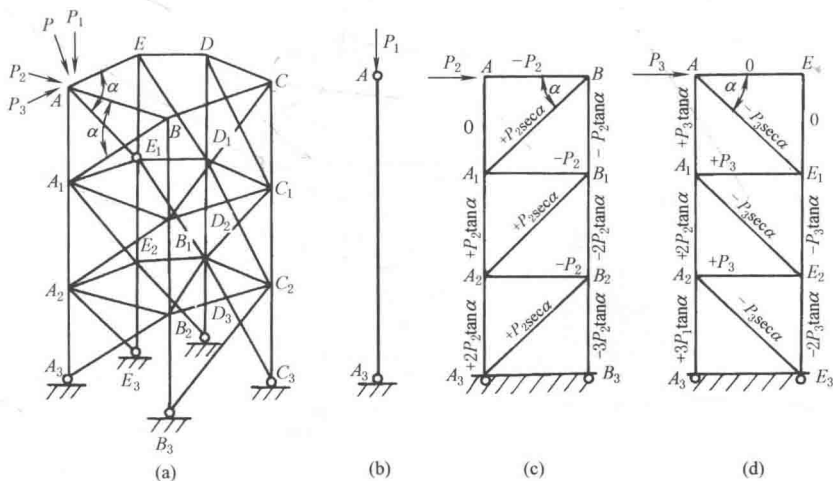 P P₁
P₂
P₃
A
E D
C
α
α
B
E₁ D₁
A₁
C₁
B₁
D₂
E₂
A₂
C₂
B₂
D₃
A₃
E₃
C₃
B₃
(a)
P₁
A
A₃
(b)
P₂
A −P₂ B
α
0
+P₂secα
−P₂tanα
A₁ −P₂ B₁
+P₂tanα
+P₂secα
−2P₂tanα
A₂ −P₂ B₂
+2P₂tanα
+P₂secα
−3P₂tanα
A₃ B₃
(c)
P₃
A 0 E
α
+P₃tanα
−P₃secα
0
A₁ +P₃ E₁
+2P₂tanα
−P₃secα
−P₃tanα
A₂ +P₃ E₂
+3P₁tanα
−P₃secα
−2P₃tanα
A₃ E₃
(d)